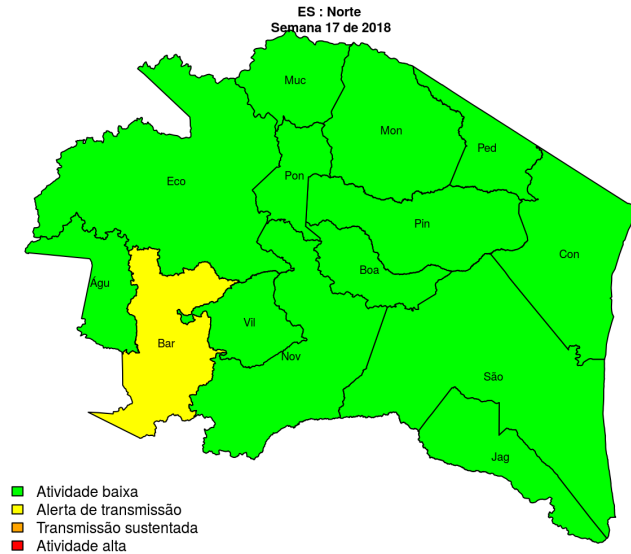 ES : Norte
Semana 17 de 2018
Muc
Mon
Ped
Eco
Pon
Pin
Con
Boa
Águ
Vil
Bar
Nov
São
Jag
Atividade baixa
Alerta de transmissão
Transmissão sustentada
Atividade alta